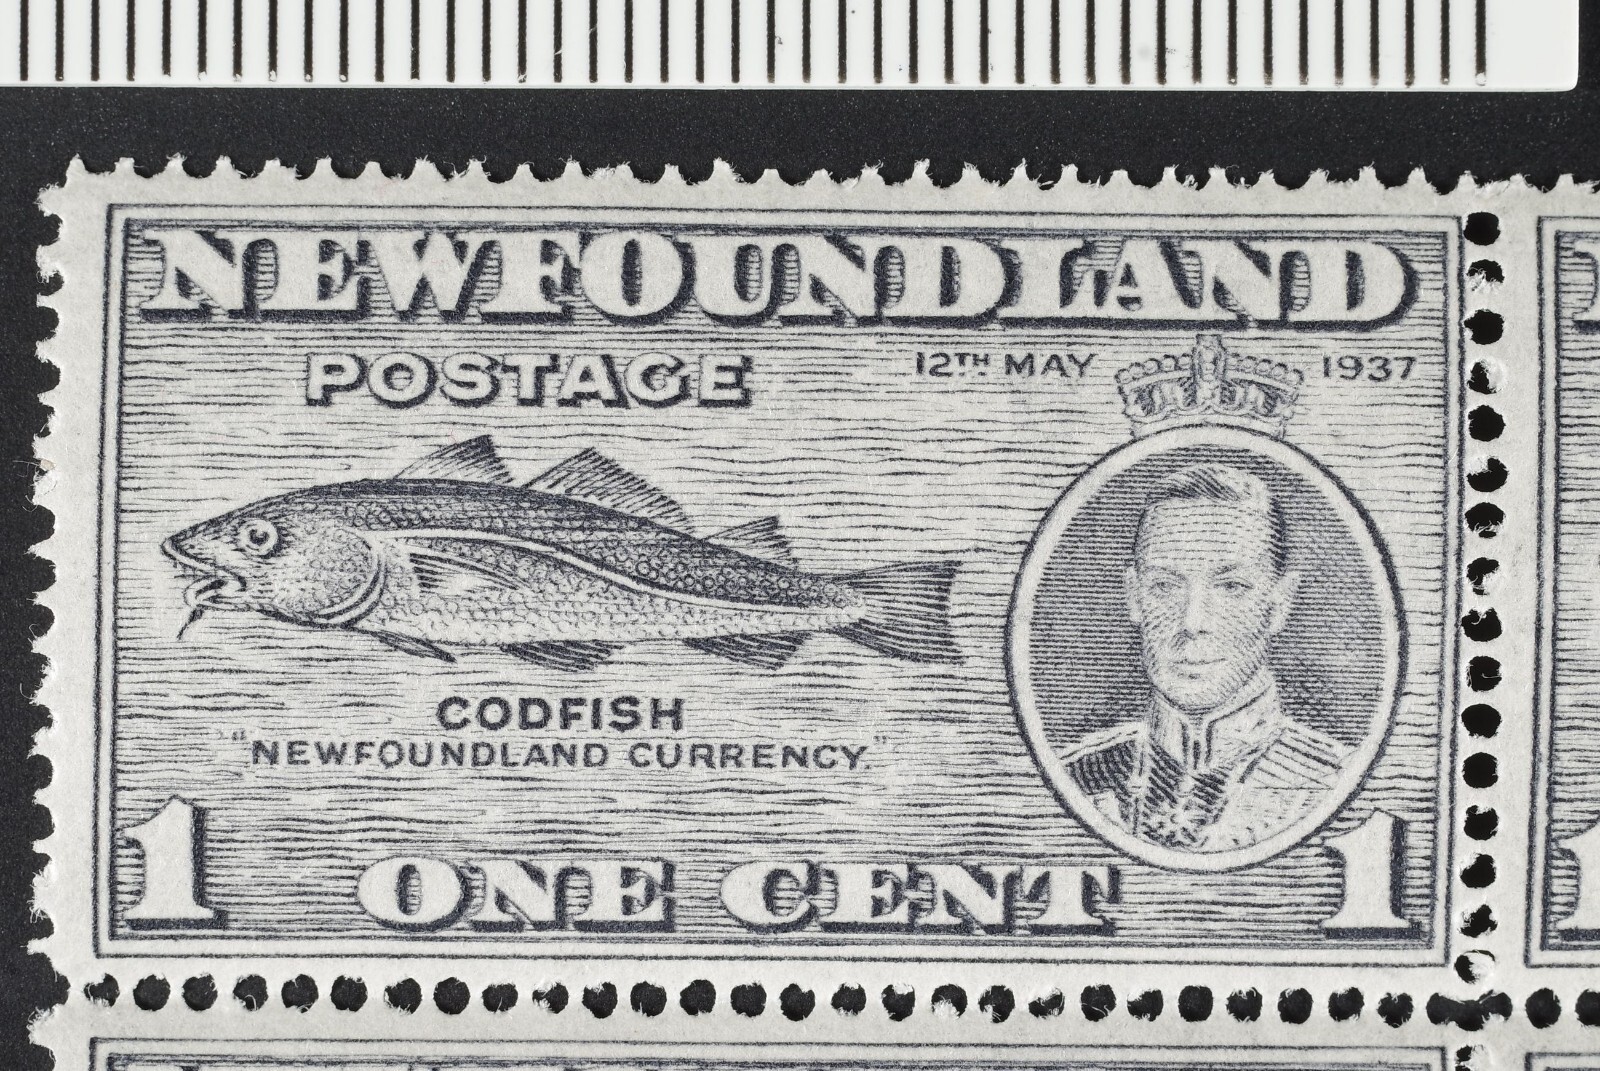 NEWFOUNDLAND
POSTAGE
12TH MAY 1937
CODFISH
"NEWFOUNDLAND CURRENCY."
1 ONE CENT 1